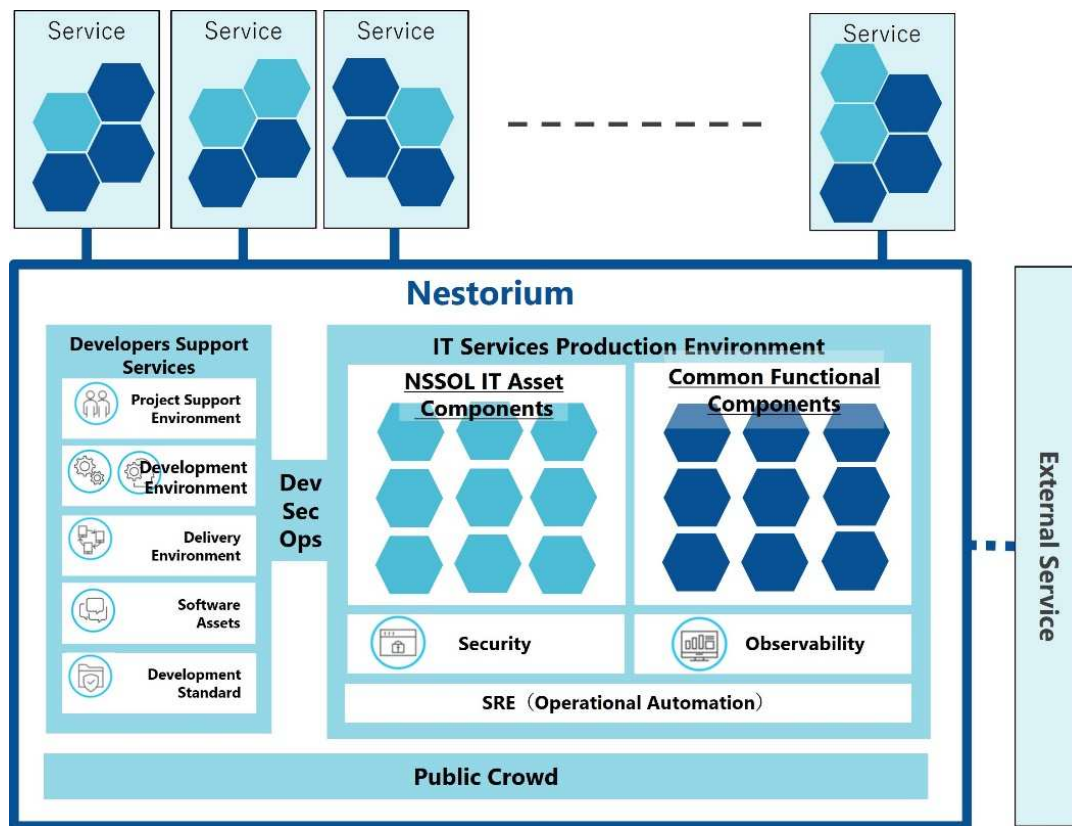 Service
Service
Service
Service
Nestorium
Developers Support
Services
Project Support
Environment
Development
Environment
Delivery
Environment
Software
Assets
Development
Standard
Dev
Sec
Ops
IT Services Production Environment
NSSOL IT Asset
Components
Common Functional
Components
Security
Observability
SRE（Operational Automation）
Public Crowd
External Service